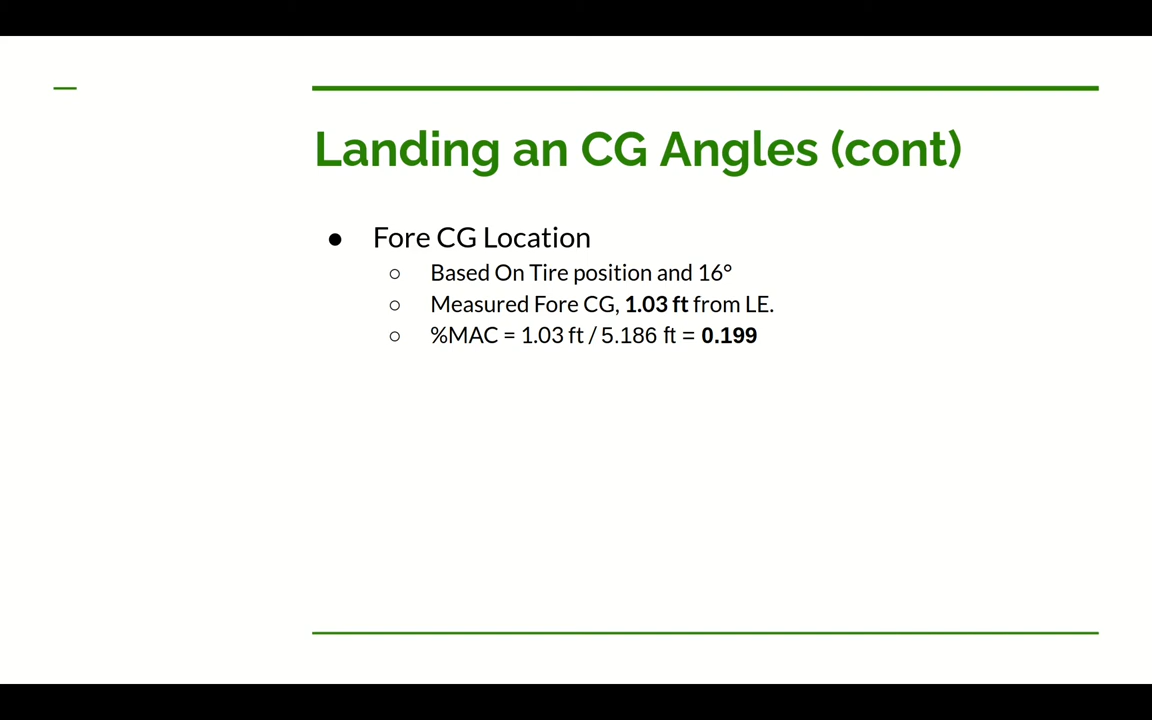 Landing an CG Angles (cont)
● Fore CG Location
○ Based On Tire position and 16°
○ Measured Fore CG, 1.03 ft from LE.
○ %MAC = 1.03 ft / 5.186 ft = 0.199